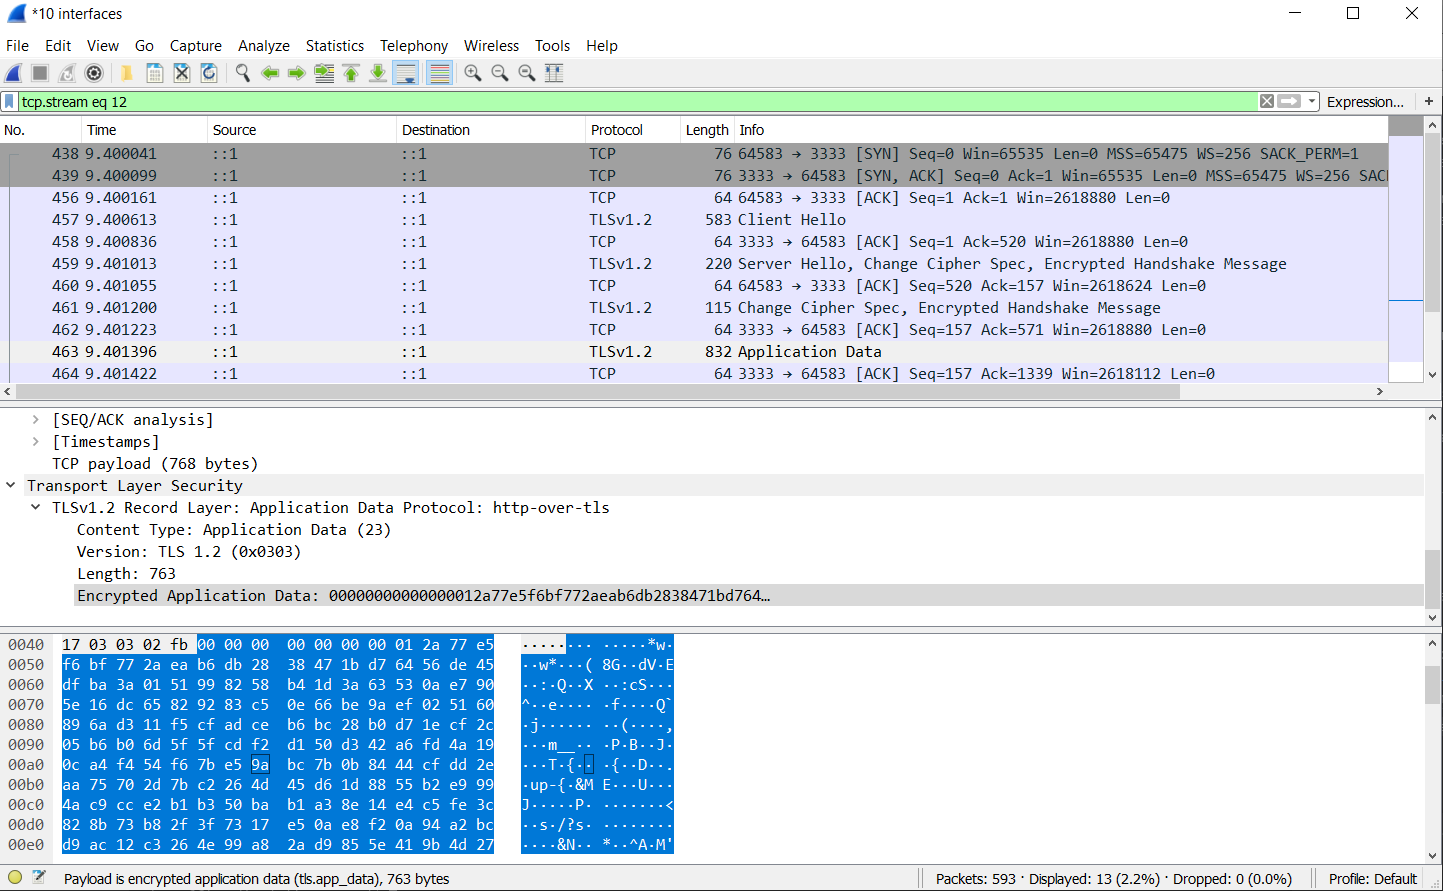 *10 interfaces
File Edit View Go Capture Analyze Statistics Telephony Wireless Tools Help
tcp.stream eq 12 Expression... +
No. Time Source Destination Protocol Length Info
438 9.400041 ::1 ::1 TCP 76 64583 → 3333 [SYN] Seq=0 Win=65535 Len=0 MSS=65475 WS=256 SACK_PERM=1
439 9.400099 ::1 ::1 TCP 76 3333 → 64583 [SYN, ACK] Seq=0 Ack=1 Win=65535 Len=0 MSS=65475 WS=256 SAC
456 9.400161 ::1 ::1 TCP 64 64583 → 3333 [ACK] Seq=1 Ack=1 Win=2618880 Len=0
457 9.400613 ::1 ::1 TLSv1.2 583 Client Hello
458 9.400836 ::1 ::1 TCP 64 3333 → 64583 [ACK] Seq=1 Ack=520 Win=2618880 Len=0
459 9.401013 ::1 ::1 TLSv1.2 220 Server Hello, Change Cipher Spec, Encrypted Handshake Message
460 9.401055 ::1 ::1 TCP 64 64583 → 3333 [ACK] Seq=520 Ack=157 Win=2618624 Len=0
461 9.401200 ::1 ::1 TLSv1.2 115 Change Cipher Spec, Encrypted Handshake Message
462 9.401223 ::1 ::1 TCP 64 3333 → 64583 [ACK] Seq=157 Ack=571 Win=2618880 Len=0
463 9.401396 ::1 ::1 TLSv1.2 832 Application Data
464 9.401422 ::1 ::1 TCP 64 3333 → 64583 [ACK] Seq=157 Ack=1339 Win=2618112 Len=0
[SEQ/ACK analysis]
[Timestamps]
TCP payload (768 bytes)
Transport Layer Security
TLSv1.2 Record Layer: Application Data Protocol: http-over-tls
Content Type: Application Data (23)
Version: TLS 1.2 (0x0303)
Length: 763
Encrypted Application Data: 00000000000000012a77e5f6bf772aeab6db2838471bd764…
0040 17 03 03 02 fb 00 00 00 00 00 00 00 01 2a 77 e5 ········ ·····*w·
0050 f6 bf 77 2a ea b6 db 28 38 47 1b d7 64 56 de 45 ··w*···( 8G··dV·E
0060 df ba 3a 01 51 99 82 58 b4 1d 3a 63 53 0a e7 90 ··:·Q··X ··:cS···
0070 5e 16 dc 65 82 92 83 c5 0e 66 be 9a ef 02 51 60 ^··e···· ·f····Q`
0080 89 6a d3 11 f5 cf ad ce b6 bc 28 b0 d7 1e cf 2c ·j······ ··(····,
0090 05 b6 b0 6d 5f 5f cd f2 d1 50 d3 42 a6 fd 4a 19 ···m__·· ·P·B··J·
00a0 0c a4 f4 54 f6 7b e5 9a bc 7b 0b 84 44 cf dd 2e ···T·{·· ·{··D··.
00b0 aa 75 70 2d 7b c2 26 4d 45 d6 1d 88 55 b2 e9 99 ·up-{·&M E···U···
00c0 4a c9 cc e2 b1 b3 50 ba b1 a3 8e 14 e4 c5 fe 3c J·····P· ·······<
00d0 82 8b 73 b8 2f 3f 73 17 e5 0a e8 f2 0a 94 a2 bc ··s·/?s· ········
00e0 d9 ac 12 c3 26 4e 99 a8 2a d9 85 5e 41 9b 4d 27 ····&N·· *··^A·M'
Payload is encrypted application data (tls.app_data), 763 bytes Packets: 593 · Displayed: 13 (2.2%) · Dropped: 0 (0.0%) Profile: Default